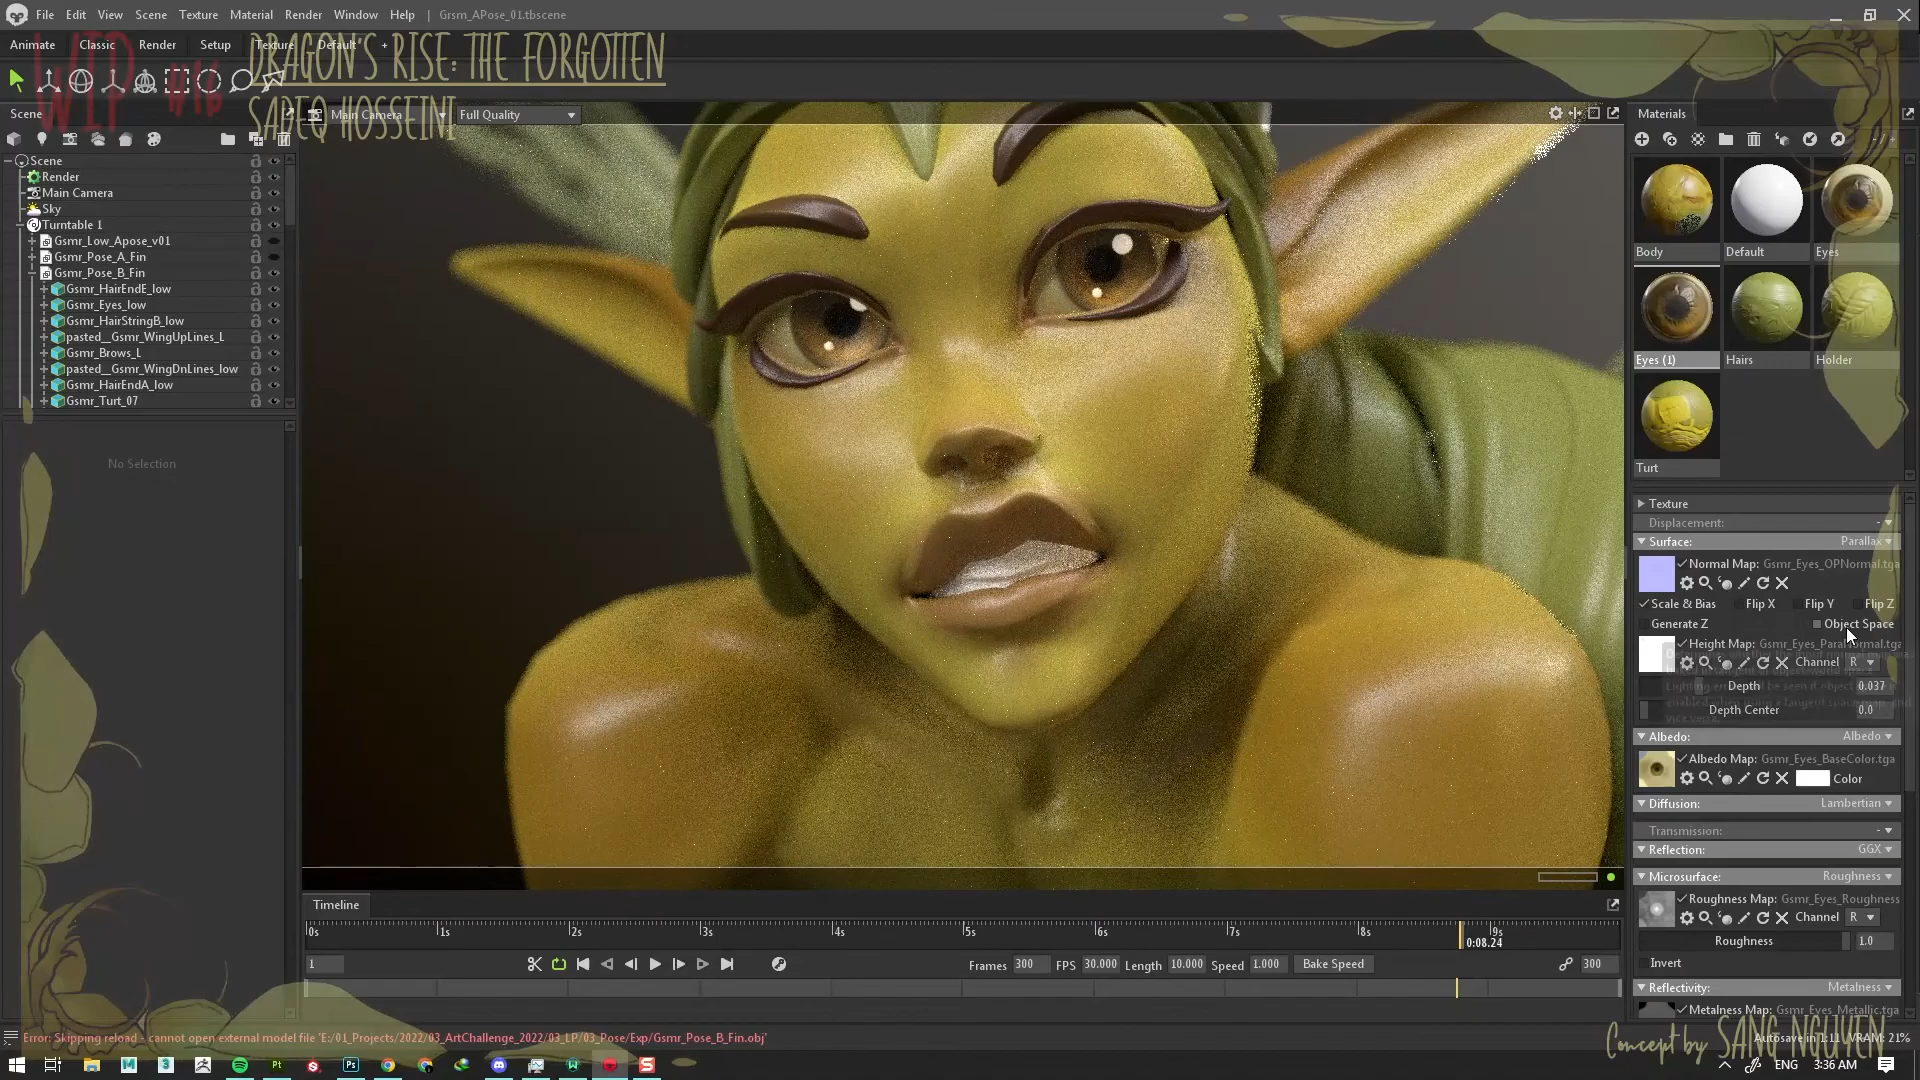 File Edit View Scene Texture Material Render Window Help | Grsm_APose_01.tbscene
Animate Classic Render Setup Texture Default +
WIP #16
DRAGON'S RISE: THE FORGOTTEN
SADEQ HOSSEINI
Scene
Main Camera
Full Quality
Materials
Scene
Render
Main Camera
Sky
Turntable 1
Gsmr_Low_Apose_v01
Gsmr_Pose_A_Fin
Gsmr_Pose_B_Fin
Gsmr_HairEndE_low
Gsmr_Eyes_low
Gsmr_HairStringB_low
pasted__Gsmr_WingUpLines_L
Gsmr_Brows_L
pasted__Gsmr_WingDnLines_low
Gsmr_HairEndA_low
Gsmr_Turt_07
No Selection
Body Default Eyes
Eyes (1) Hairs Holder
Turt
Texture
Displacement: -
Surface: Parallax
Normal Map: Gsmr_Eyes_OPNormal.tga
Scale & Bias Flip X Flip Y Flip Z
Generate Z Object Space
Height Map: Gsmr_Eyes_ParaNormal.tga
Channel R
Depth 0.037
Depth Center 0.0
Albedo: Albedo
Albedo Map: Gsmr_Eyes_BaseColor.tga
Color
Diffusion: Lambertian
Transmission: -
Reflection: GGX
Microsurface: Roughness
Roughness Map: Gsmr_Eyes_Roughness
Channel R
Roughness 1.0
Invert
Reflectivity: Metalness
Metalness Map: Gsmr_Eyes_Metallic.tga
Timeline
0s 1s 2s 3s 4s 5s 6s 7s 8s 9s
0:08.24
1
Frames 300 FPS 30.000 Length 10.000 Speed 1.000 Bake Speed 300
Error: Skipping reload - cannot open external model file 'E:/01_Projects/2022/03_ArtChallenge_2022/03_LP/03_Pose/Exp/Gsmr_Pose_B_Fin.obj'
Concept by SANG NGUYEN
Autosave in 1:11 VRAM: 21%
ENG 3:36 AM